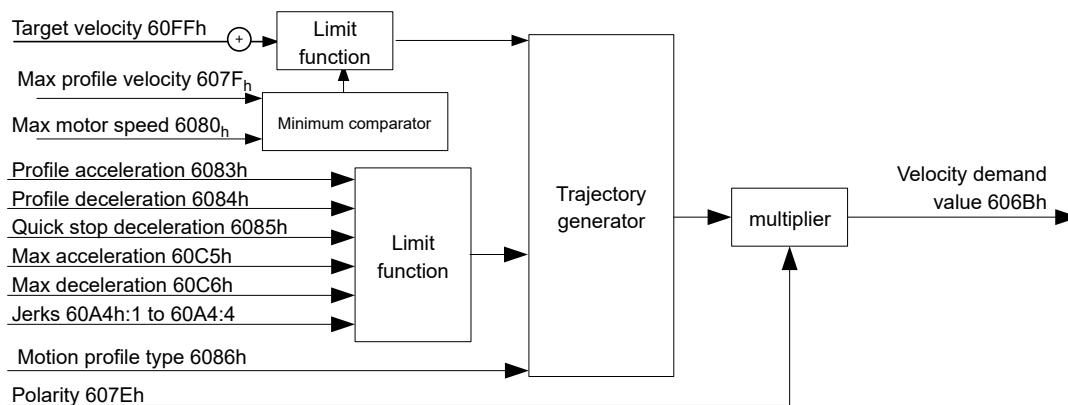 Target velocity 60FFh
+
Limit
function
Max profile velocity 607Fh
Minimum comparator
Max motor speed 6080h
Profile acceleration 6083h
Profile deceleration 6084h
Quick stop deceleration 6085h
Max acceleration 60C5h
Max deceleration 60C6h
Jerks 60A4h:1 to 60A4:4
Limit
function
Motion profile type 6086h
Polarity 607Eh
Trajectory
generator
multiplier
Velocity demand
value 606Bh